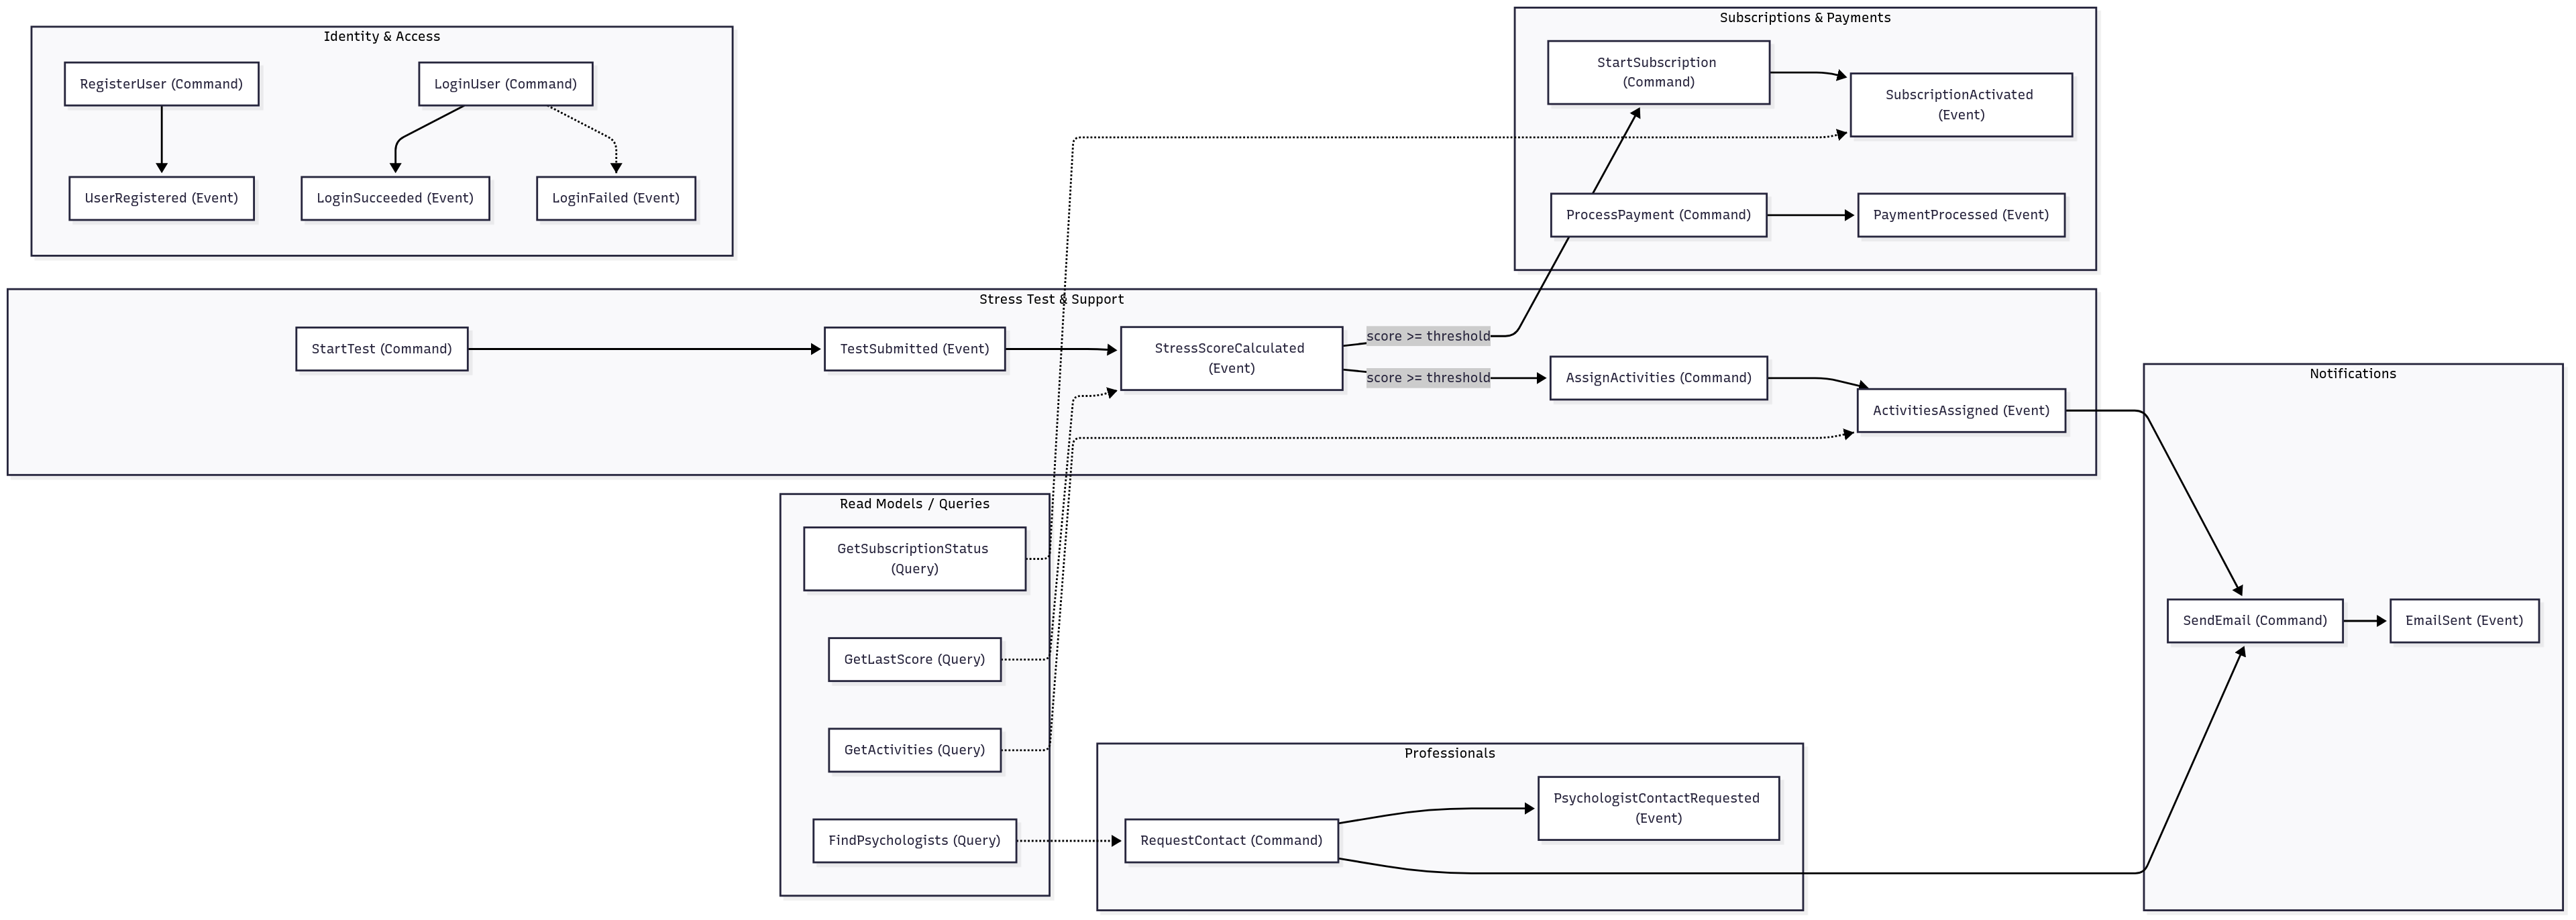 Identity & Access
RegisterUser (Command)
LoginUser (Command)
UserRegistered (Event)
LoginSucceeded (Event)
LoginFailed (Event)
Subscriptions & Payments
StartSubscription
(Command)
SubscriptionActivated
(Event)
ProcessPayment (Command)
PaymentProcessed (Event)
Stress Test & Support
StartTest (Command)
TestSubmitted (Event)
StressScoreCalculated
(Event)
score >= threshold
score >= threshold
AssignActivities (Command)
ActivitiesAssigned (Event)
Read Models / Queries
GetSubscriptionStatus
(Query)
GetLastScore (Query)
GetActivities (Query)
FindPsychologists (Query)
Professionals
RequestContact (Command)
PsychologistContactRequested
(Event)
Notifications
SendEmail (Command)
EmailSent (Event)